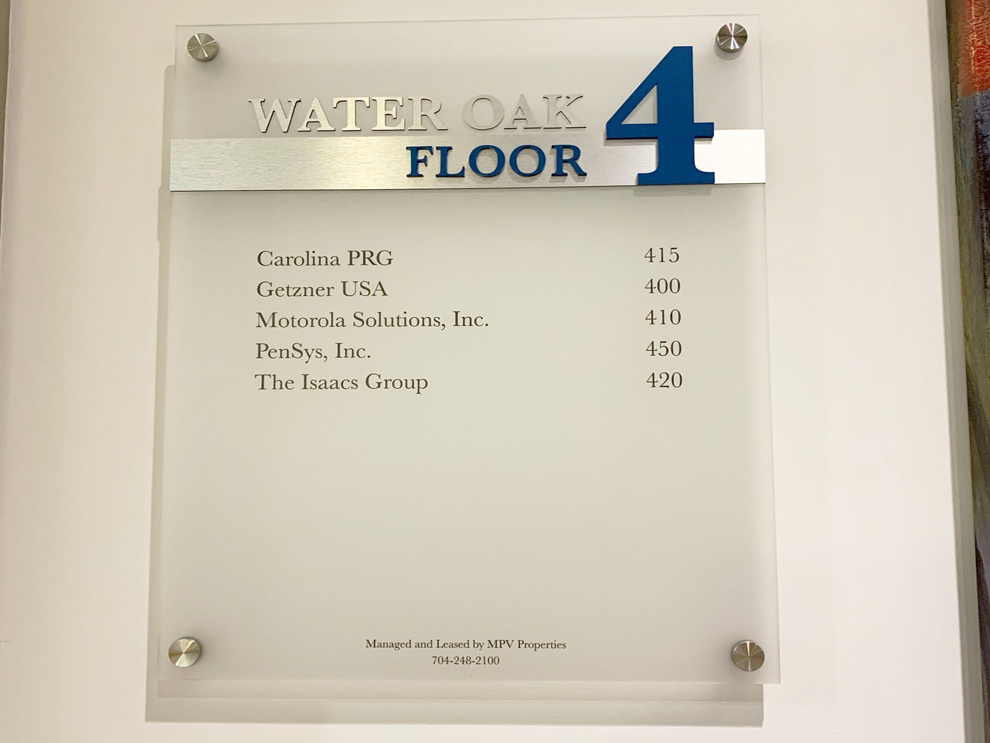 WATER OAK
FLOOR 4
Carolina PRG 415
Getzner USA 400
Motorola Solutions, Inc. 410
PenSys, Inc. 450
The Isaacs Group 420
Managed and Leased by MPV Properties
704-248-2100